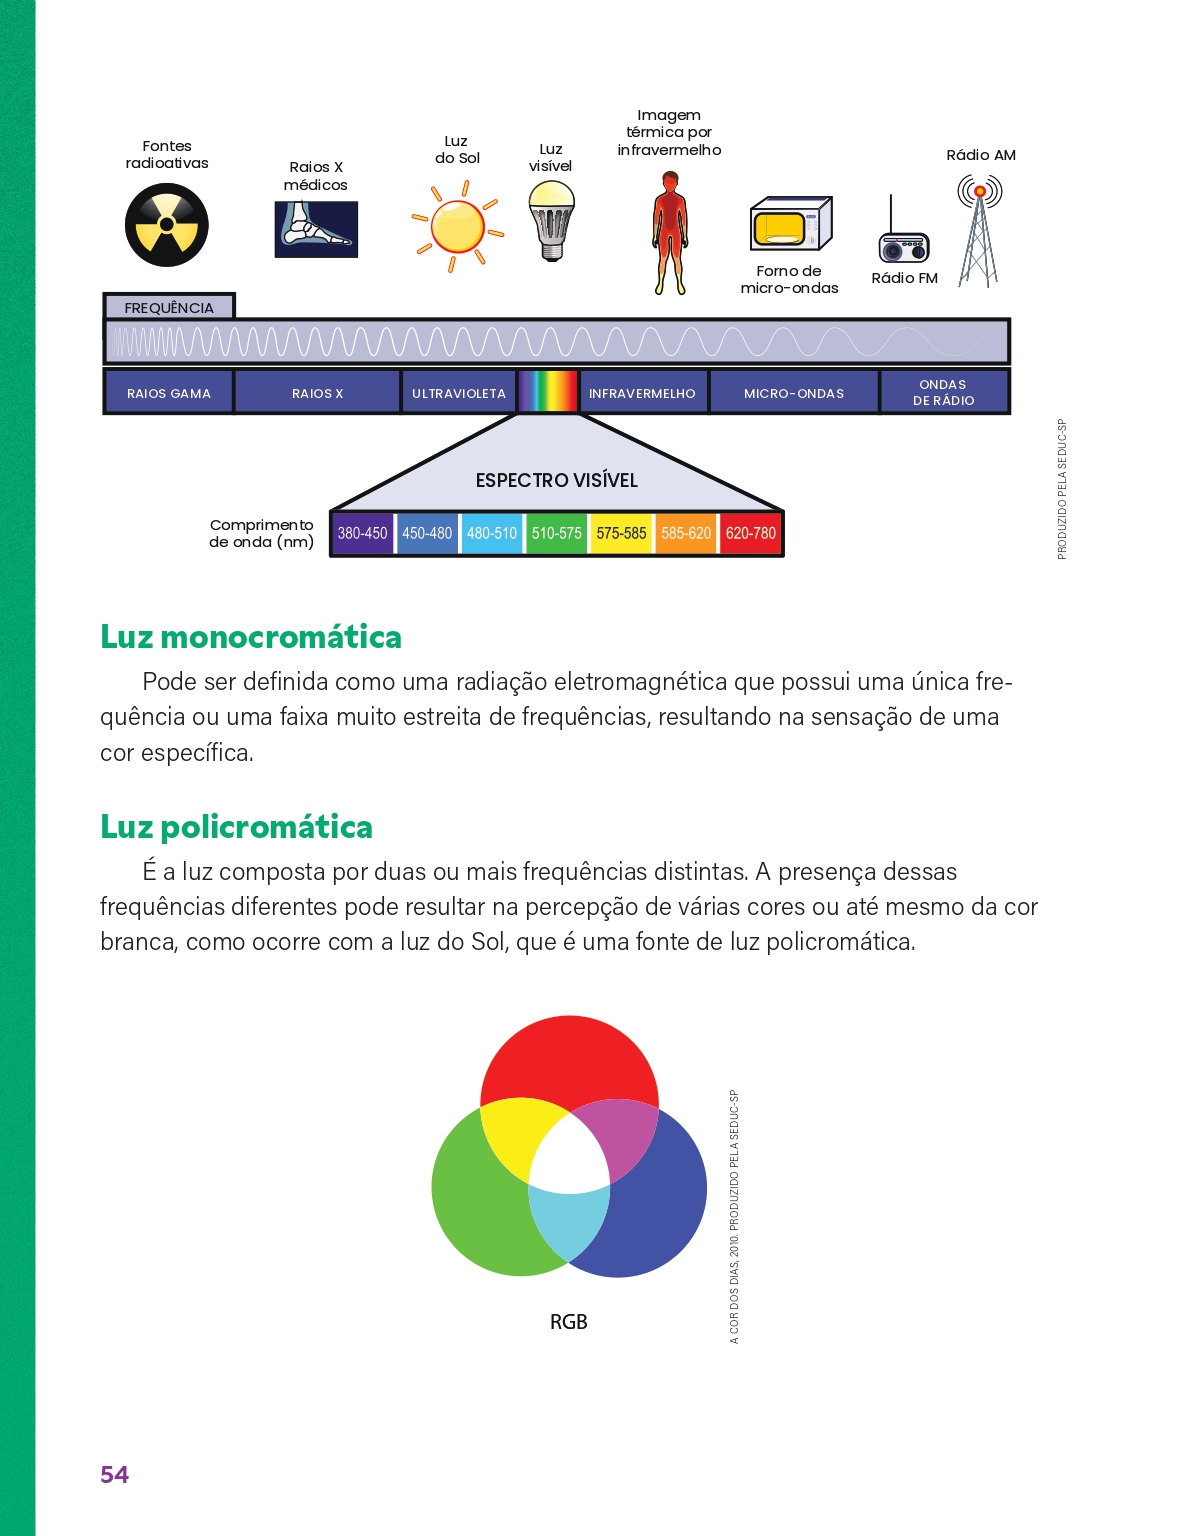 Fontes
radioativas
Raios X
médicos
Luz
do Sol
Luz
visível
Imagem
térmica por
infravermelho
Forno de
micro-ondas
Rádio FM
Rádio AM
FREQUÊNCIA
RAIOS GAMA
RAIOS X
ULTRAVIOLETA
INFRAVERMELHO
MICRO-ONDAS
ONDAS
DE RÁDIO
ESPECTRO VISÍVEL
Comprimento
de onda (nm)
380-450 450-480 480-510 510-575 575-585 585-620 620-780
PRODUZIDO PELA SEDUC-SP
Luz monocromática
Pode ser definida como uma radiação eletromagnética que possui uma única fre-
quência ou uma faixa muito estreita de frequências, resultando na sensação de uma
cor específica.
Luz policromática
É a luz composta por duas ou mais frequências distintas. A presença dessas
frequências diferentes pode resultar na percepção de várias cores ou até mesmo da cor
branca, como ocorre com a luz do Sol, que é uma fonte de luz policromática.
RGB
A COR DOS DIAS, 2010. PRODUZIDO PELA SEDUC-SP
54